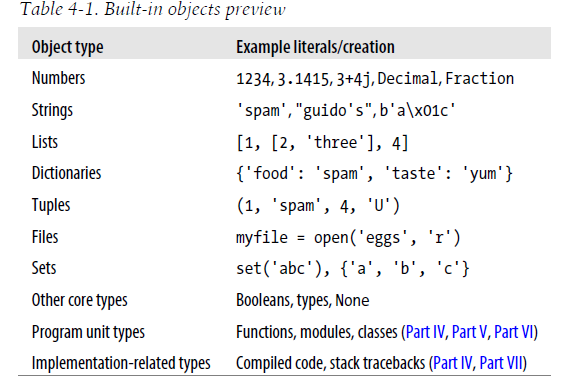 Table 4-1. Built-in objects preview
Object type Example literals/creation
Numbers 1234, 3.1415, 3+4j, Decimal, Fraction
Strings 'spam', "guido's", b'a\x01c'
Lists [1, [2, 'three'], 4]
Dictionaries {'food': 'spam', 'taste': 'yum'}
Tuples (1, 'spam', 4, 'U')
Files myfile = open('eggs', 'r')
Sets set('abc'), {'a', 'b', 'c'}
Other core types Booleans, types, None
Program unit types Functions, modules, classes (Part IV, Part V, Part VI)
Implementation-related types Compiled code, stack tracebacks (Part IV, Part VII)